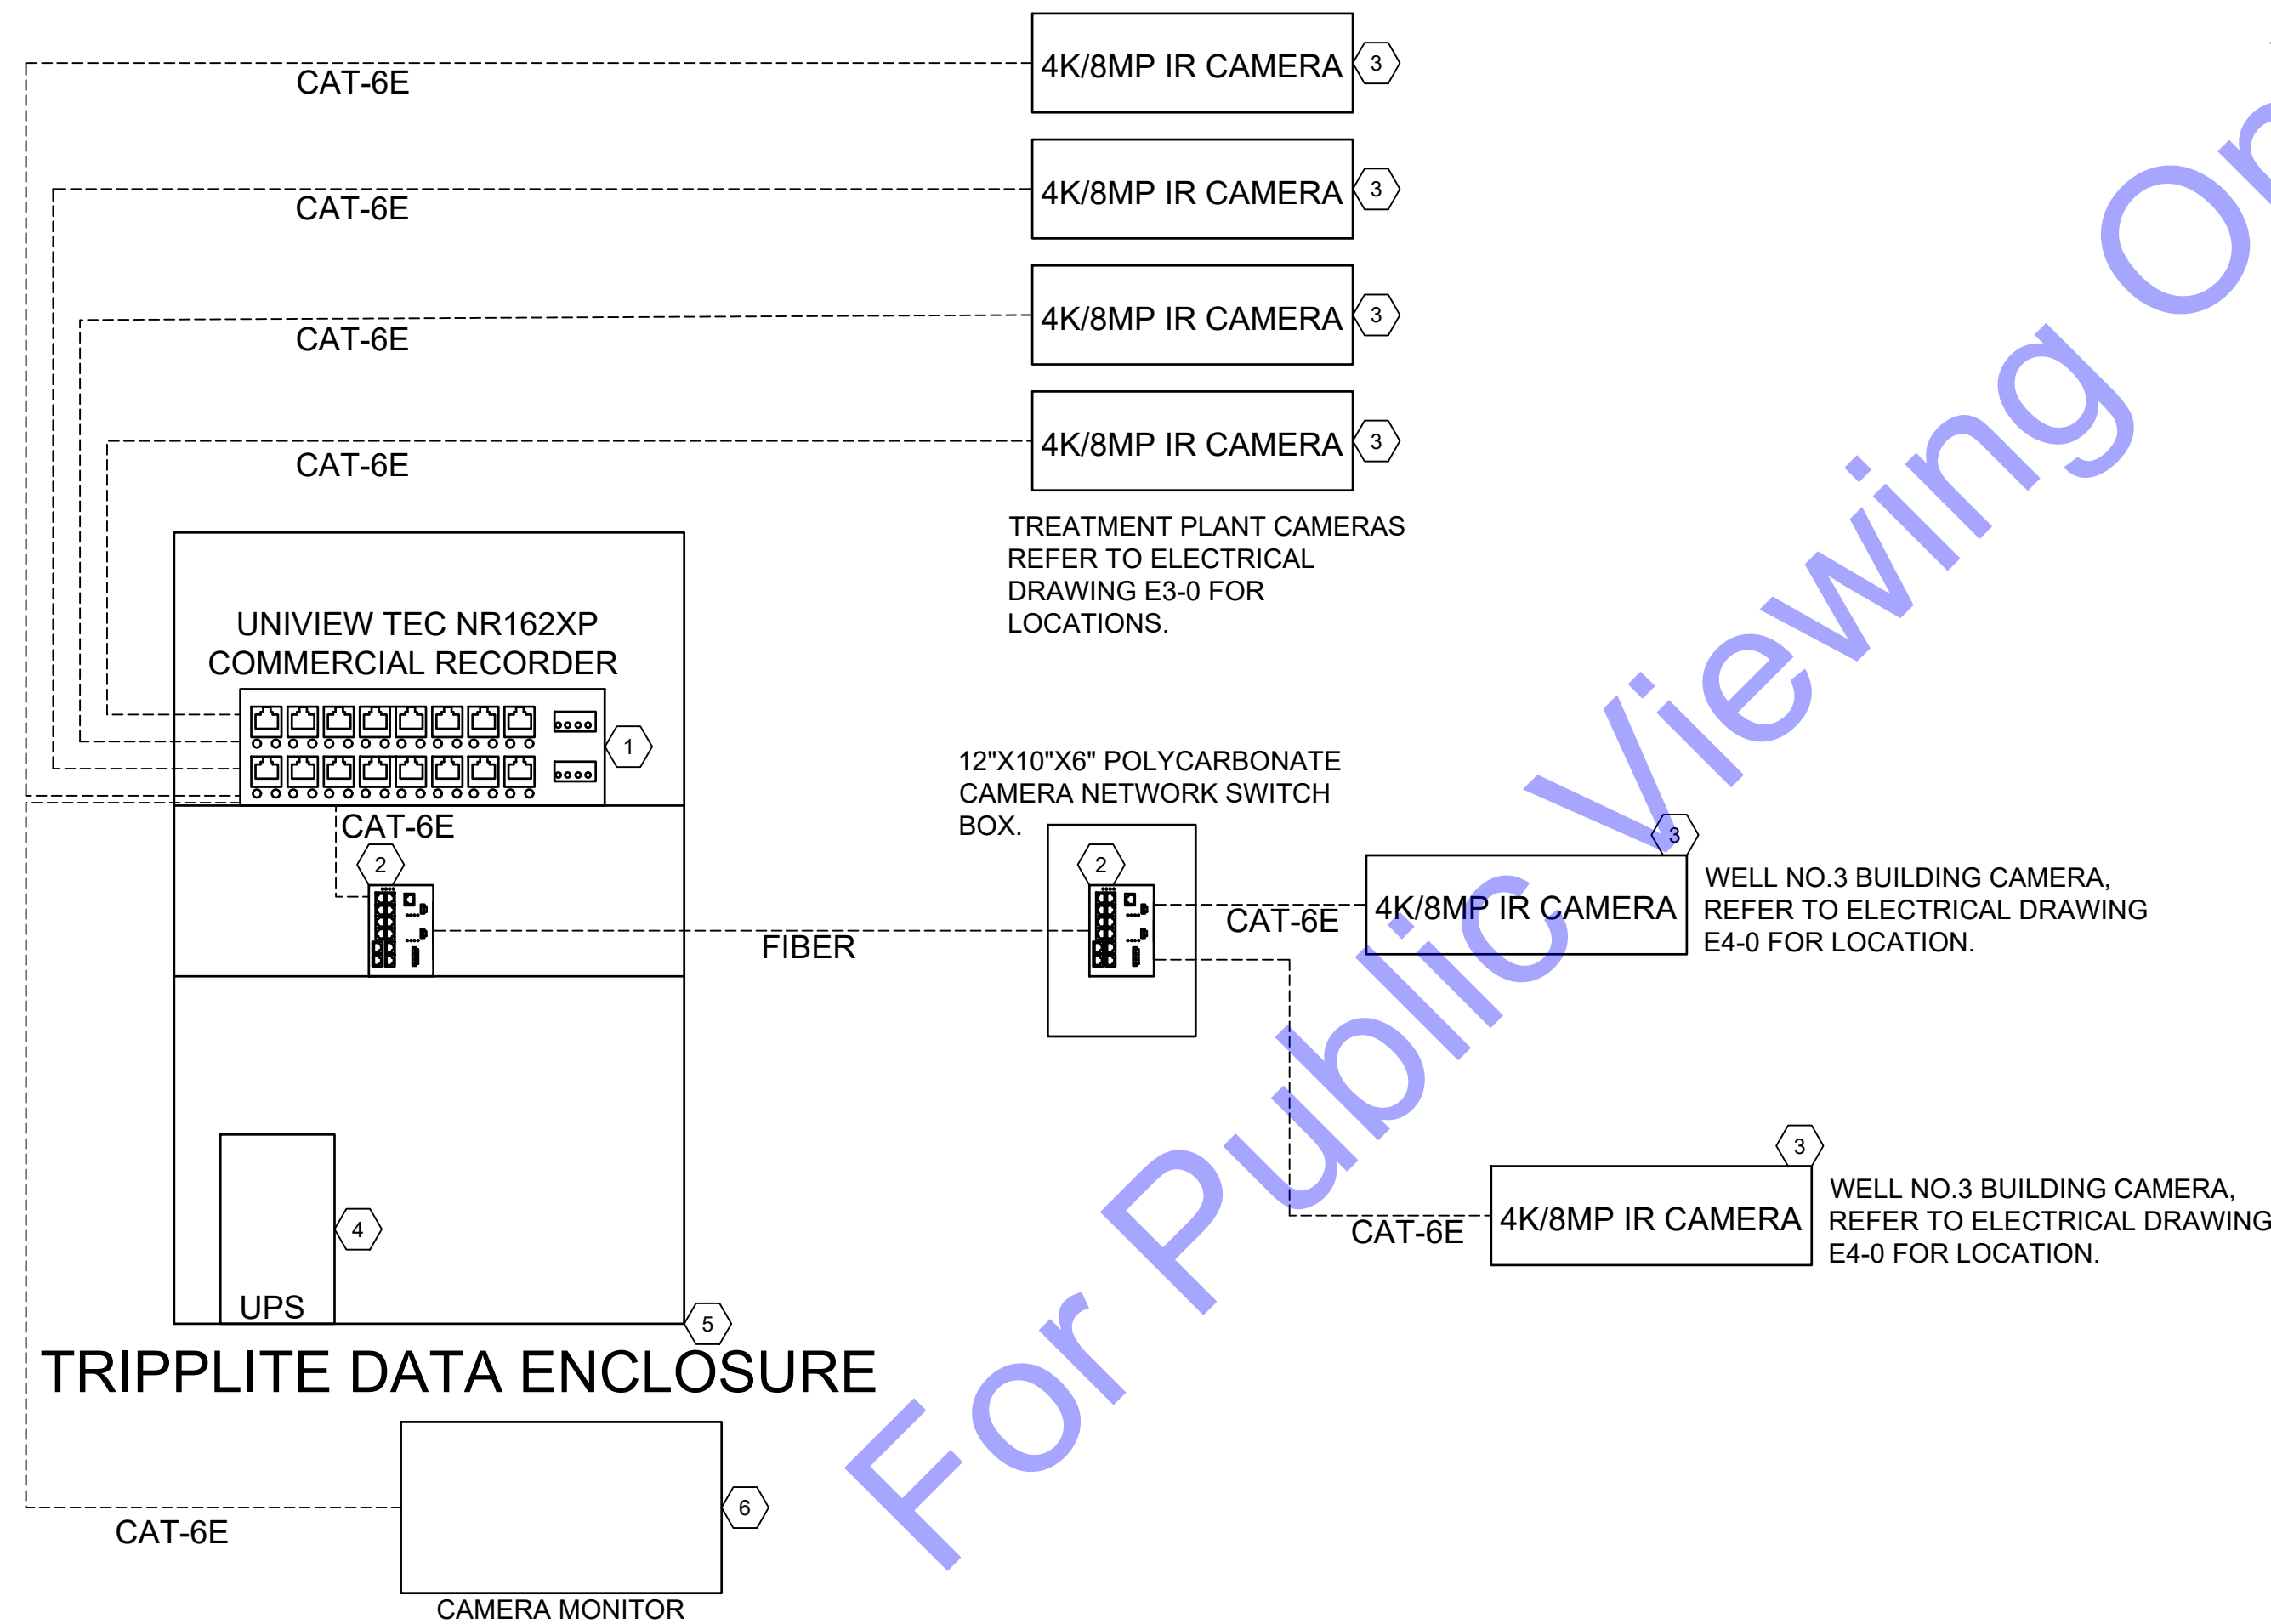 4K/8MP IR CAMERA
3
CAT-6E
4K/8MP IR CAMERA
3
CAT-6E
4K/8MP IR CAMERA
3
CAT-6E
4K/8MP IR CAMERA
3
CAT-6E
TREATMENT PLANT CAMERAS
REFER TO ELECTRICAL
DRAWING E3-0 FOR
LOCATIONS.
UNIVIEW TEC NR162XP
COMMERCIAL RECORDER
1
CAT-6E
2
FIBER
12"X10"X6" POLYCARBONATE
CAMERA NETWORK SWITCH
BOX.
2
CAT-6E
3
4K/8MP IR CAMERA
WELL NO.3 BUILDING CAMERA,
REFER TO ELECTRICAL DRAWING
E4-0 FOR LOCATION.
CAT-6E
3
4K/8MP IR CAMERA
WELL NO.3 BUILDING CAMERA,
REFER TO ELECTRICAL DRAWING
E4-0 FOR LOCATION.
4
UPS
5
TRIPPLITE DATA ENCLOSURE
CAT-6E
6
CAMERA MONITOR
For Public Viewing On